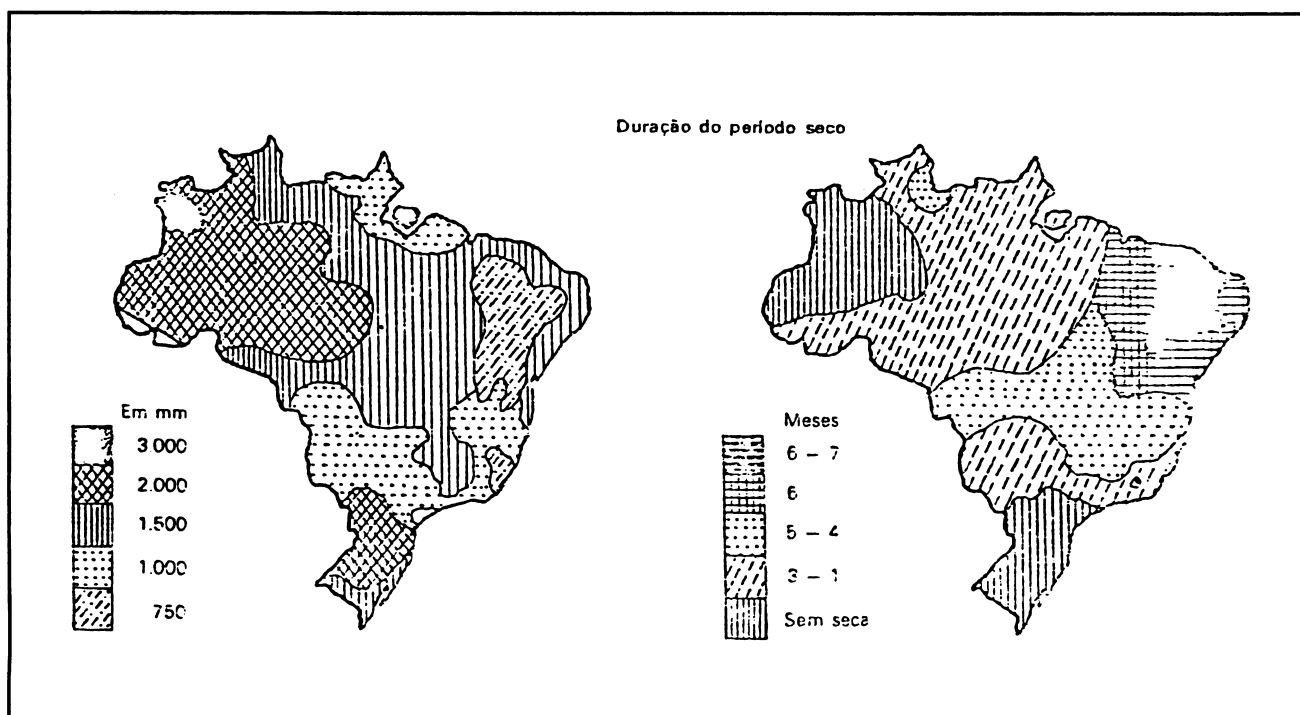 Duração do período seco
Em mm
3.000
2.000
1.500
1.000
750
Meses
6 – 7
6
5 – 4
3 – 1
Sem seca